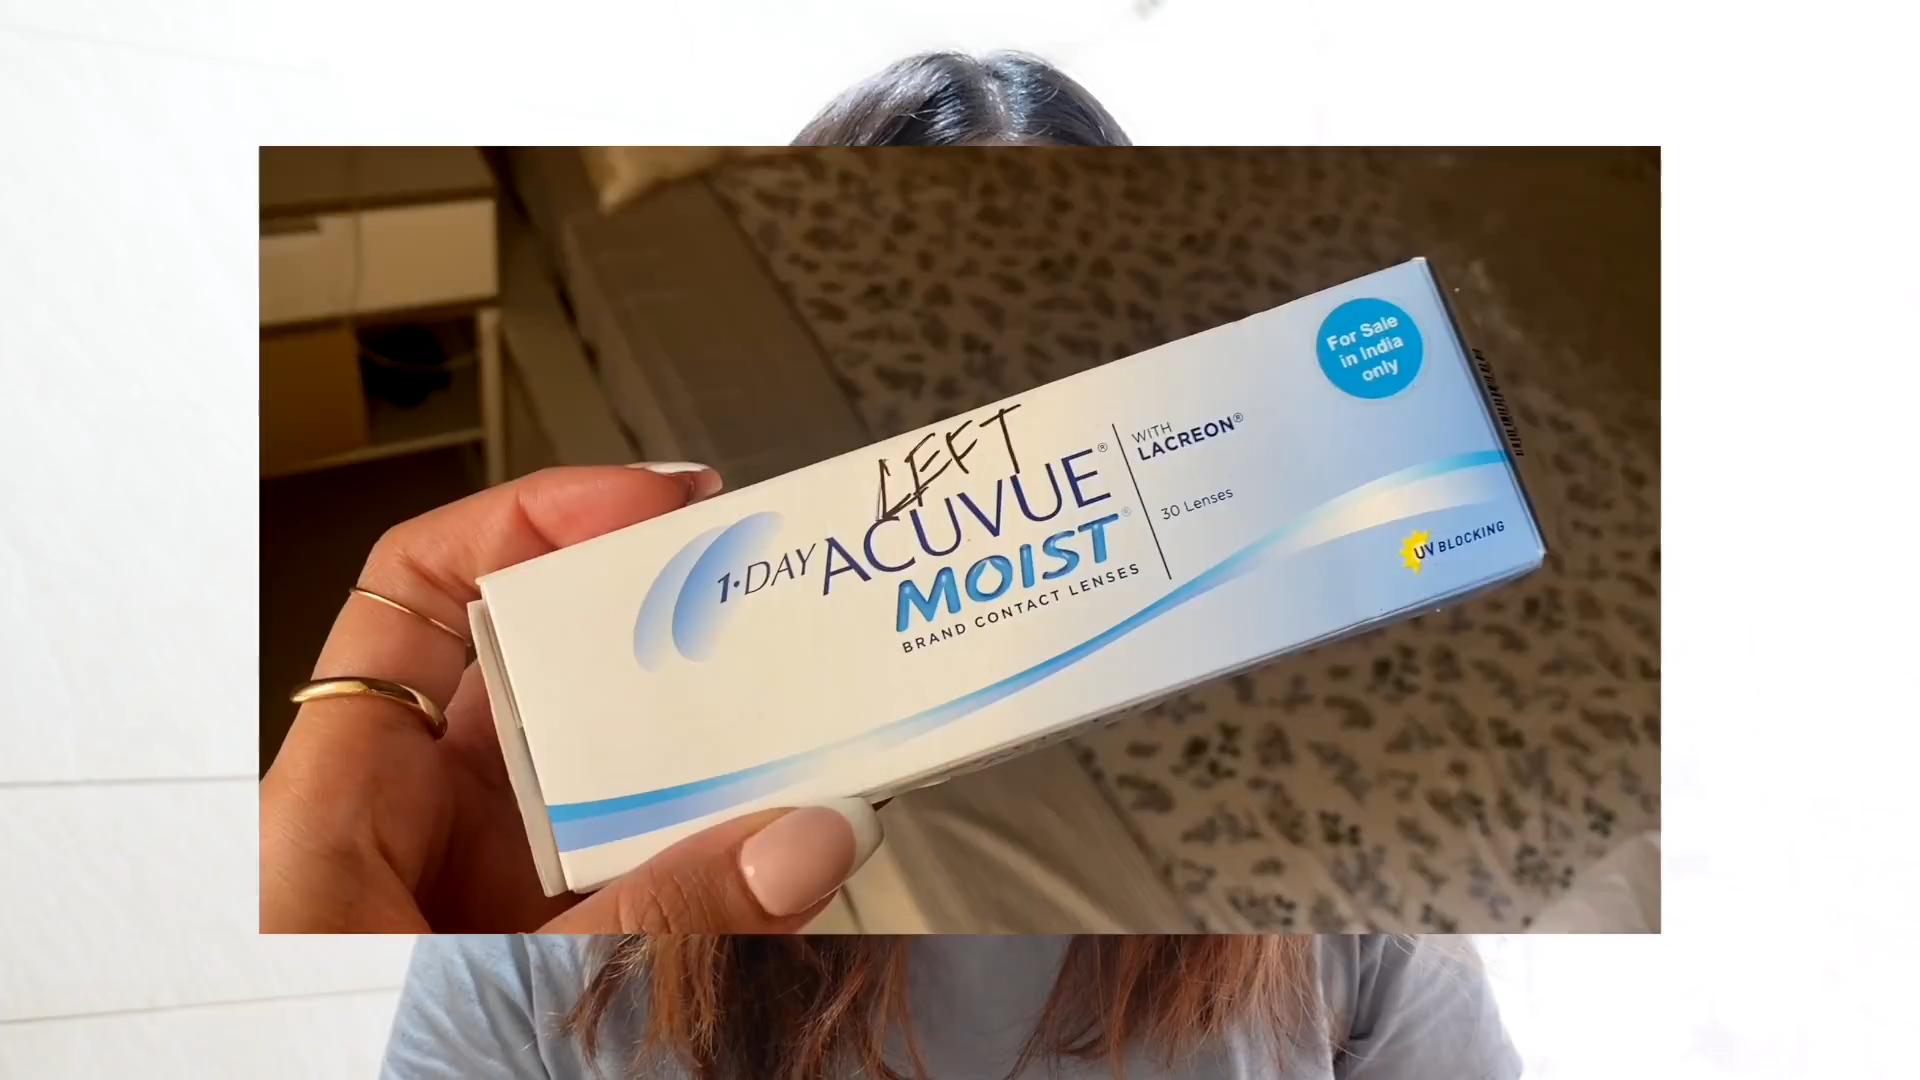 LEFT
1·DAY ACUVUE®
MOIST®
BRAND CONTACT LENSES
WITH
LACREON®
30 Lenses
For Sale
in India
only
UV BLOCKING